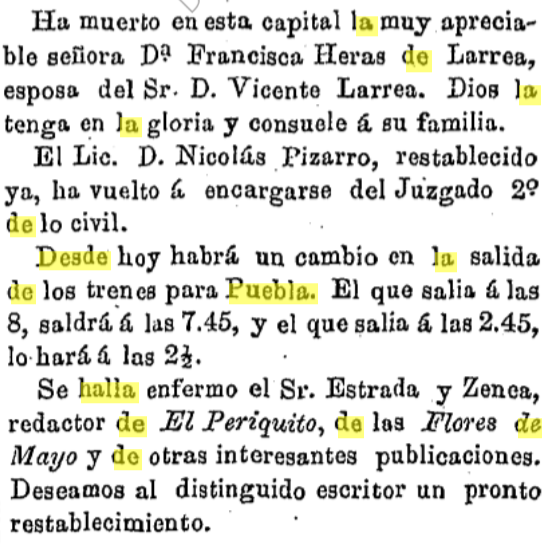 Ha muerto en esta capital la muy aprecia-
ble señora Dª Francisca Heras de Larrea,
esposa del Sr. D. Vicente Larrea. Dios la
tenga en la gloria y consuele á su familia.
El Lic. D. Nicolás Pizarro, restablecido
ya, ha vuelto á encargarse del Juzgado 2º
de lo civil.
Desde hoy habrá un cambio en la salida
de los trenes para Puebla. El que salia á las
8, saldrá á las 7.45, y el que salia á las 2.45,
lo hará á las 2½.
Se halla enfermo el Sr. Estrada y Zenea,
redactor de El Periquito, de las Flores de
Mayo y de otras interesantes publicaciones.
Deseamos al distinguido escritor un pronto
restablecimiento.